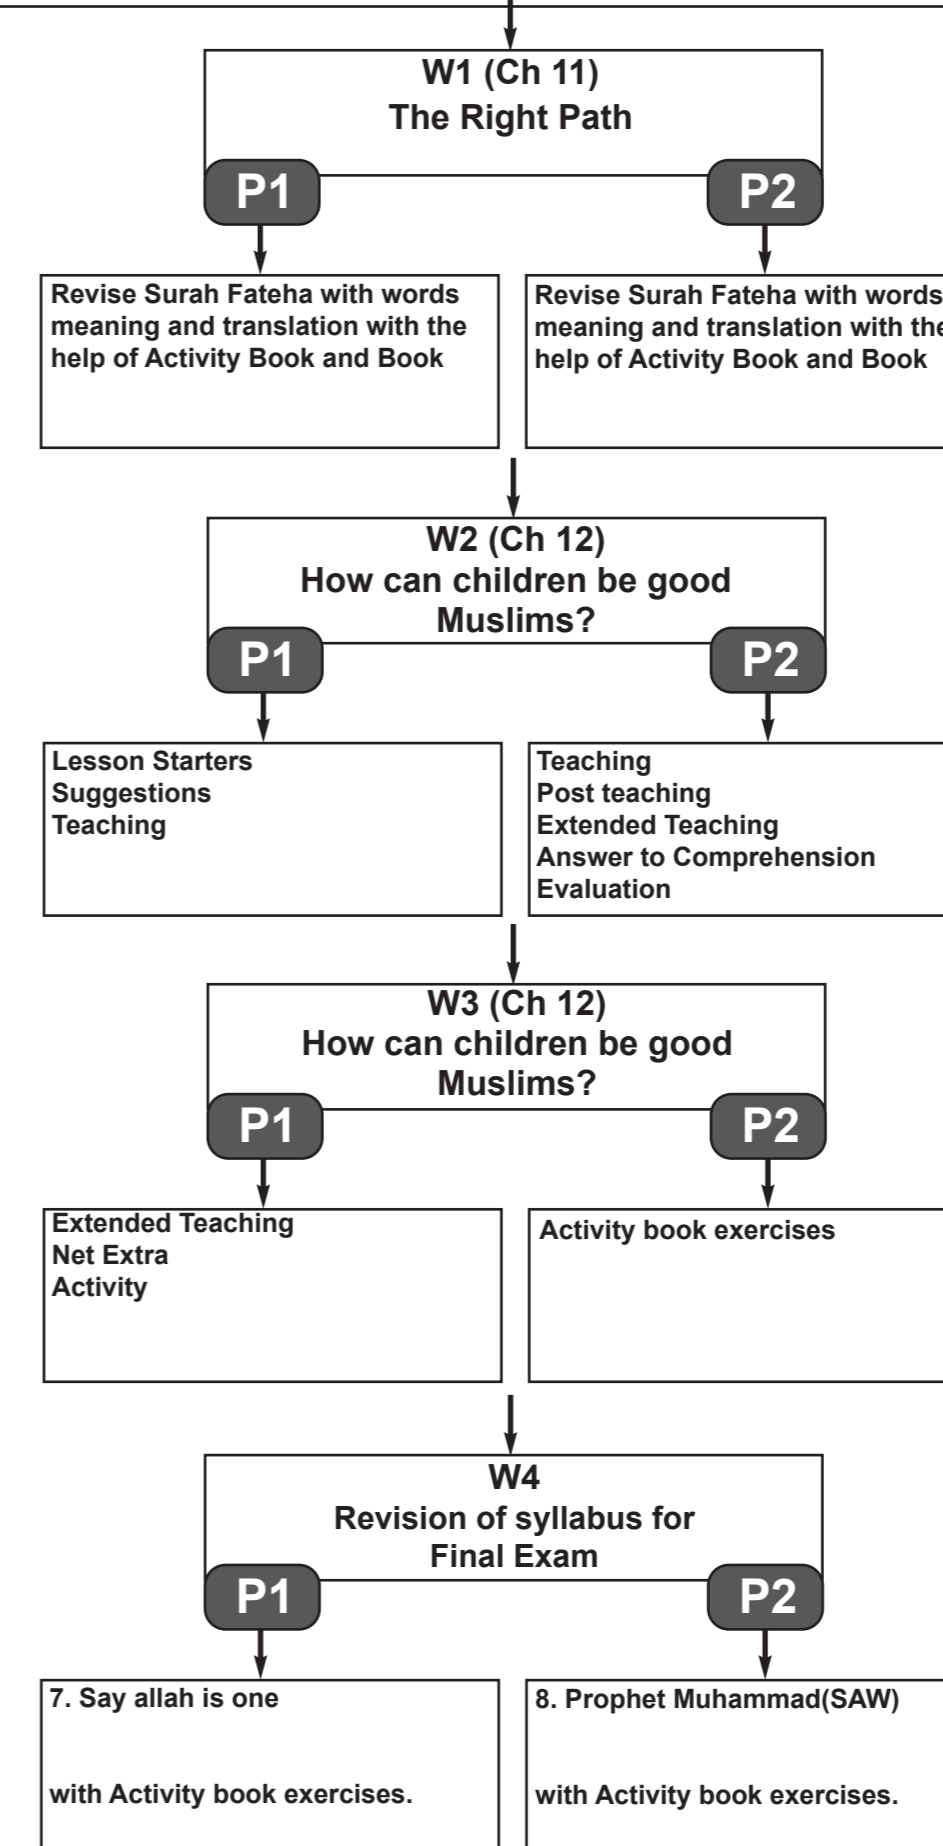 W1 (Ch 11)
The Right Path
P1
P2
Revise Surah Fateha with words
meaning and translation with the
help of Activity Book and Book
Revise Surah Fateha with words
meaning and translation with the
help of Activity Book and Book
W2 (Ch 12)
How can children be good
Muslims?
P1
P2
Lesson Starters
Suggestions
Teaching
Teaching
Post teaching
Extended Teaching
Answer to Comprehension
Evaluation
W3 (Ch 12)
How can children be good
Muslims?
P1
P2
Extended Teaching
Net Extra
Activity
Activity book exercises
W4
Revision of syllabus for
Final Exam
P1
P2
7. Say allah is one
with Activity book exercises.
8. Prophet Muhammad(SAW)
with Activity book exercises.